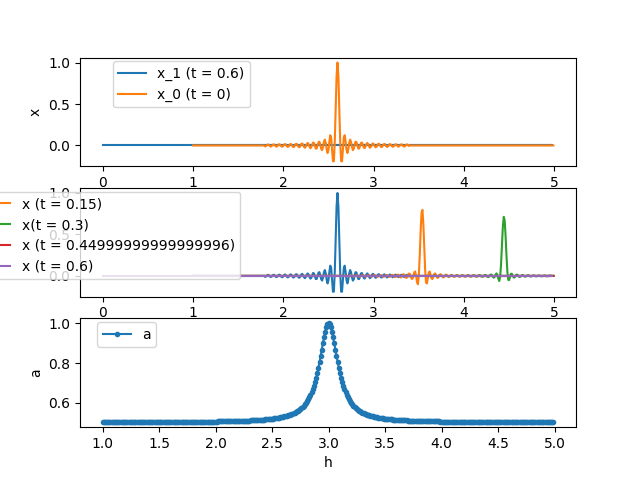 1.0
0.5
0.0
x
x_1 (t = 0.6)
x_0 (t = 0)
0 1 2 3 4 5
1.0
0.0
x (t = 0.15)
x(t = 0.3)
x (t = 0.44999999999999996)
x (t = 0.6)
0 1 2 3 4 5
1.0
0.8
0.6
a
a
1.0 1.5 2.0 2.5 3.0 3.5 4.0 4.5 5.0
h